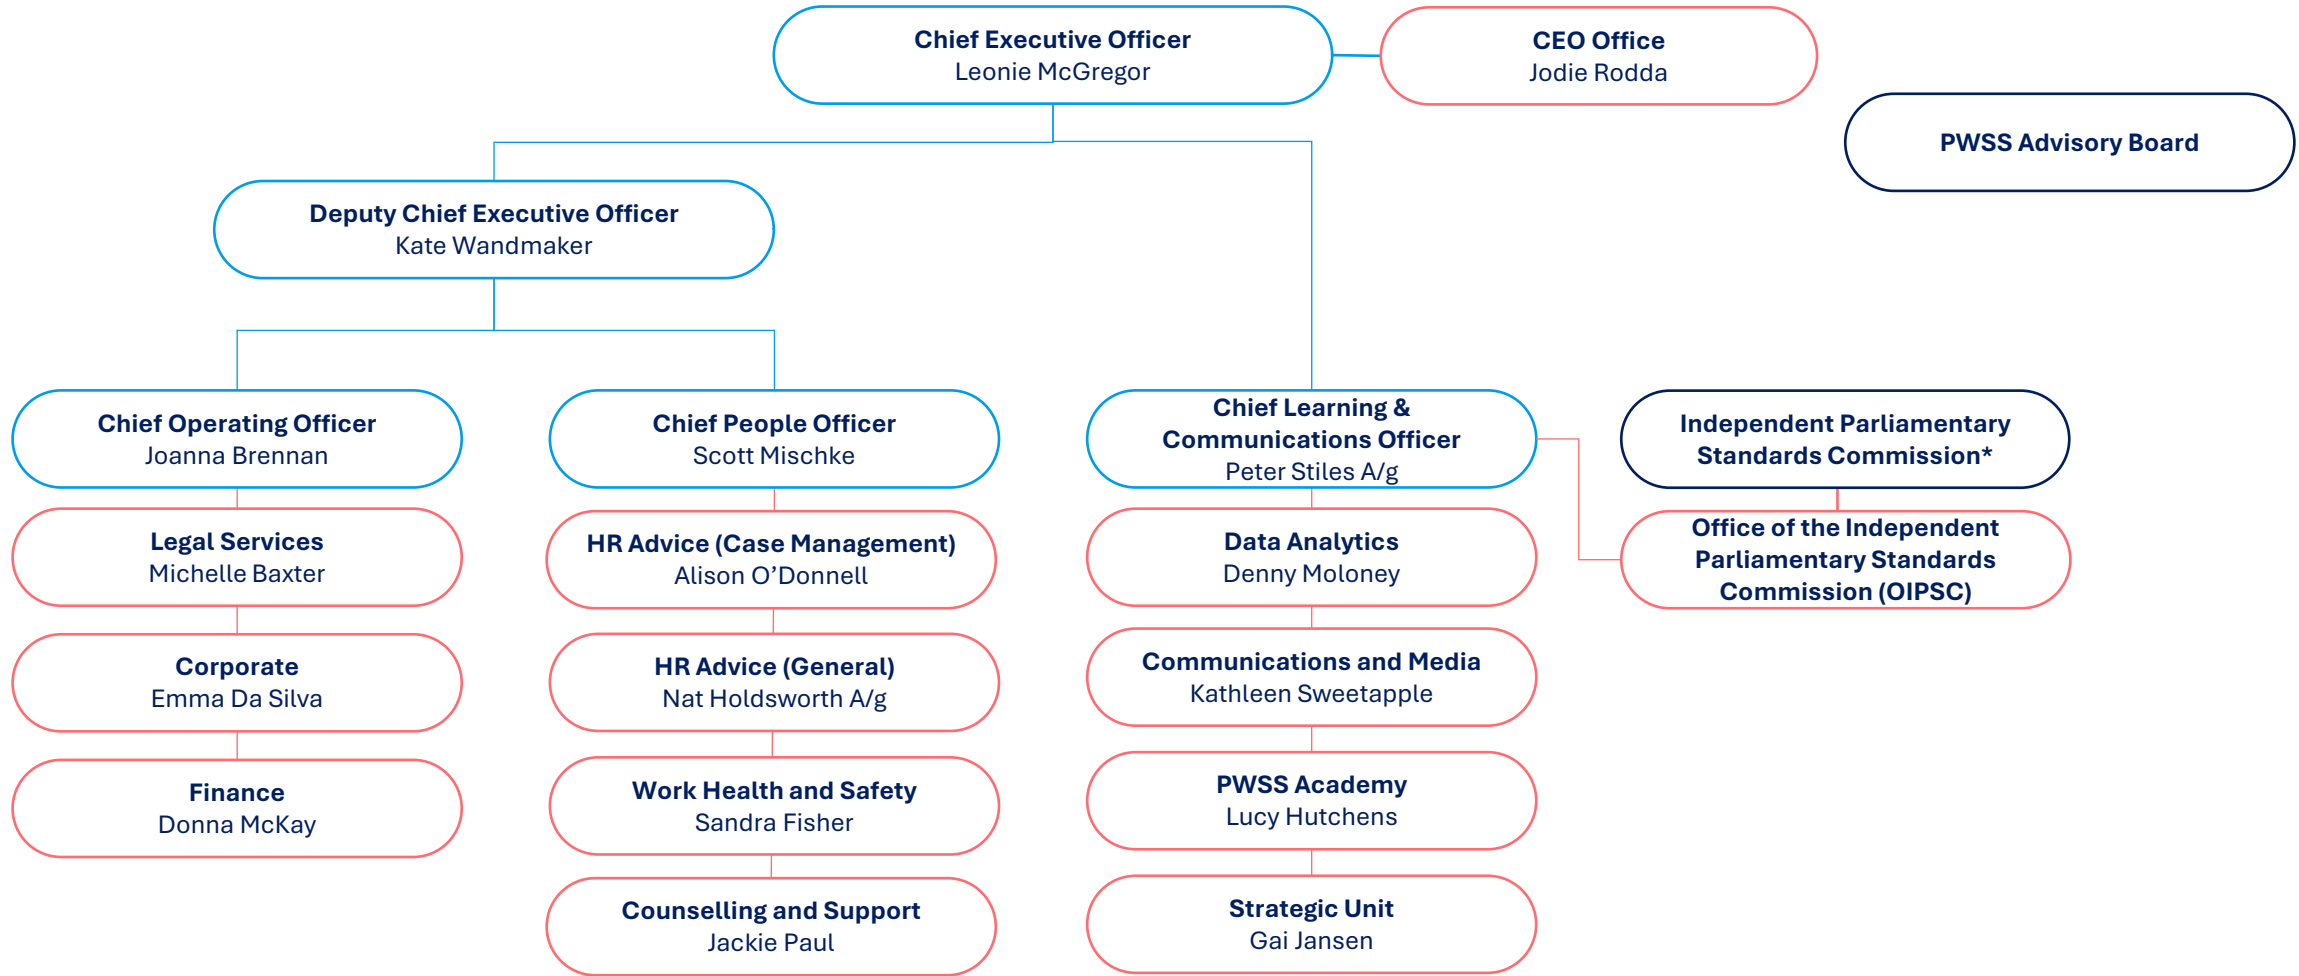 Chief Executive Officer
Leonie McGregor
CEO Office
Jodie Rodda
PWSS Advisory Board
Deputy Chief Executive Officer
Kate Wandmaker
Chief Operating Officer
Joanna Brennan
Legal Services
Michelle Baxter
Corporate
Emma Da Silva
Finance
Donna McKay
Chief People Officer
Scott Mischke
HR Advice (Case Management)
Alison O’Donnell
HR Advice (General)
Nat Holdsworth A/g
Work Health and Safety
Sandra Fisher
Counselling and Support
Jackie Paul
Chief Learning &
Communications Officer
Peter Stiles A/g
Data Analytics
Denny Moloney
Communications and Media
Kathleen Sweetapple
PWSS Academy
Lucy Hutchens
Strategic Unit
Gai Jansen
Independent Parliamentary
Standards Commission*
Office of the Independent
Parliamentary Standards
Commission (OIPSC)